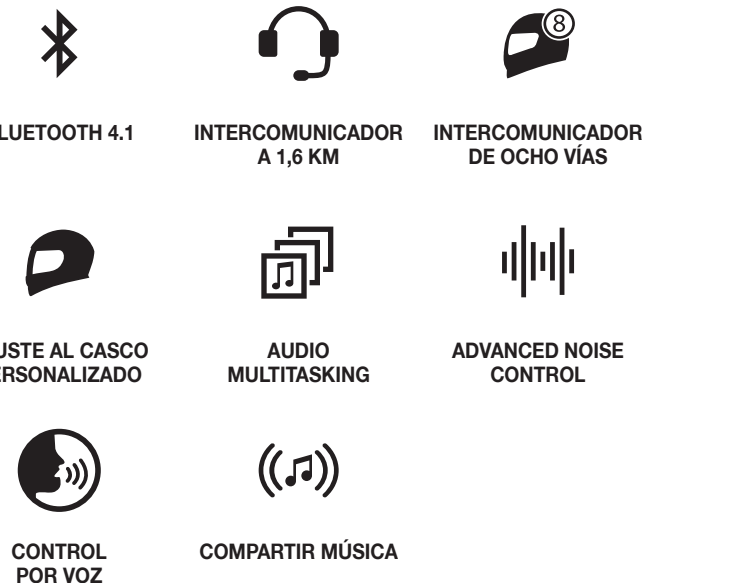 8
LUETOOTH 4.1
INTERCOMUNICADOR
A 1,6 KM
INTERCOMUNICADOR
DE OCHO VÍAS
USTE AL CASCO
ERSONALIZADO
AUDIO
MULTITASKING
ADVANCED NOISE
CONTROL
CONTROL
POR VOZ
COMPARTIR MÚSICA